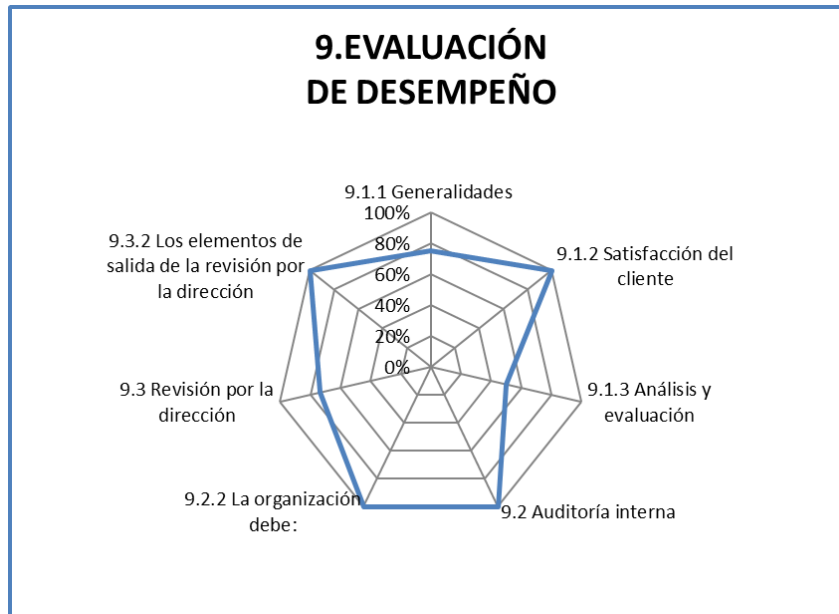 9.EVALUACIÓN
DE DESEMPEÑO
9.1.1 Generalidades
100%
80%
60%
40%
20%
0%
9.1.2 Satisfacción del
cliente
9.1.3 Análisis y
evaluación
9.2 Auditoría interna
9.2.2 La organización
debe:
9.3 Revisión por la
dirección
9.3.2 Los elementos de
salida de la revisión por
la dirección